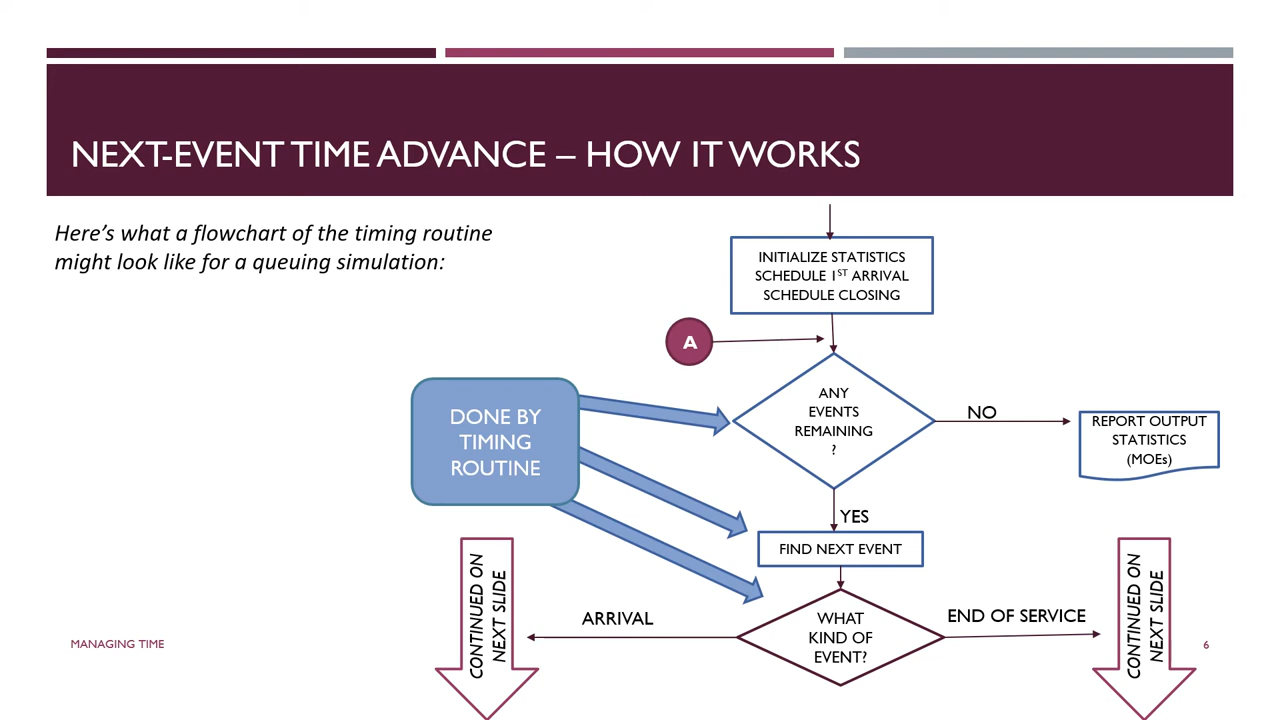 NEXT-EVENT TIME ADVANCE – HOW IT WORKS
Here's what a flowchart of the timing routine
might look like for a queuing simulation:
INITIALIZE STATISTICS
SCHEDULE 1ST ARRIVAL
SCHEDULE CLOSING
A
DONE BY
TIMING
ROUTINE
ANY
EVENTS
REMAINING
?
NO
REPORT OUTPUT
STATISTICS
(MOEs)
YES
FIND NEXT EVENT
WHAT
KIND OF
EVENT?
ARRIVAL
END OF SERVICE
CONTINUED ON
NEXT SLIDE
CONTINUED ON
NEXT SLIDE
MANAGING TIME
6